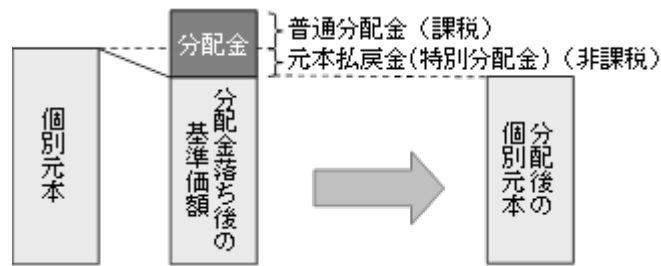 分配金
普通分配金（課税）
元本払戻金(特別分配金)（非課税）
個別元本
分配金落ち後の
基準価額
分配後の
個別元本